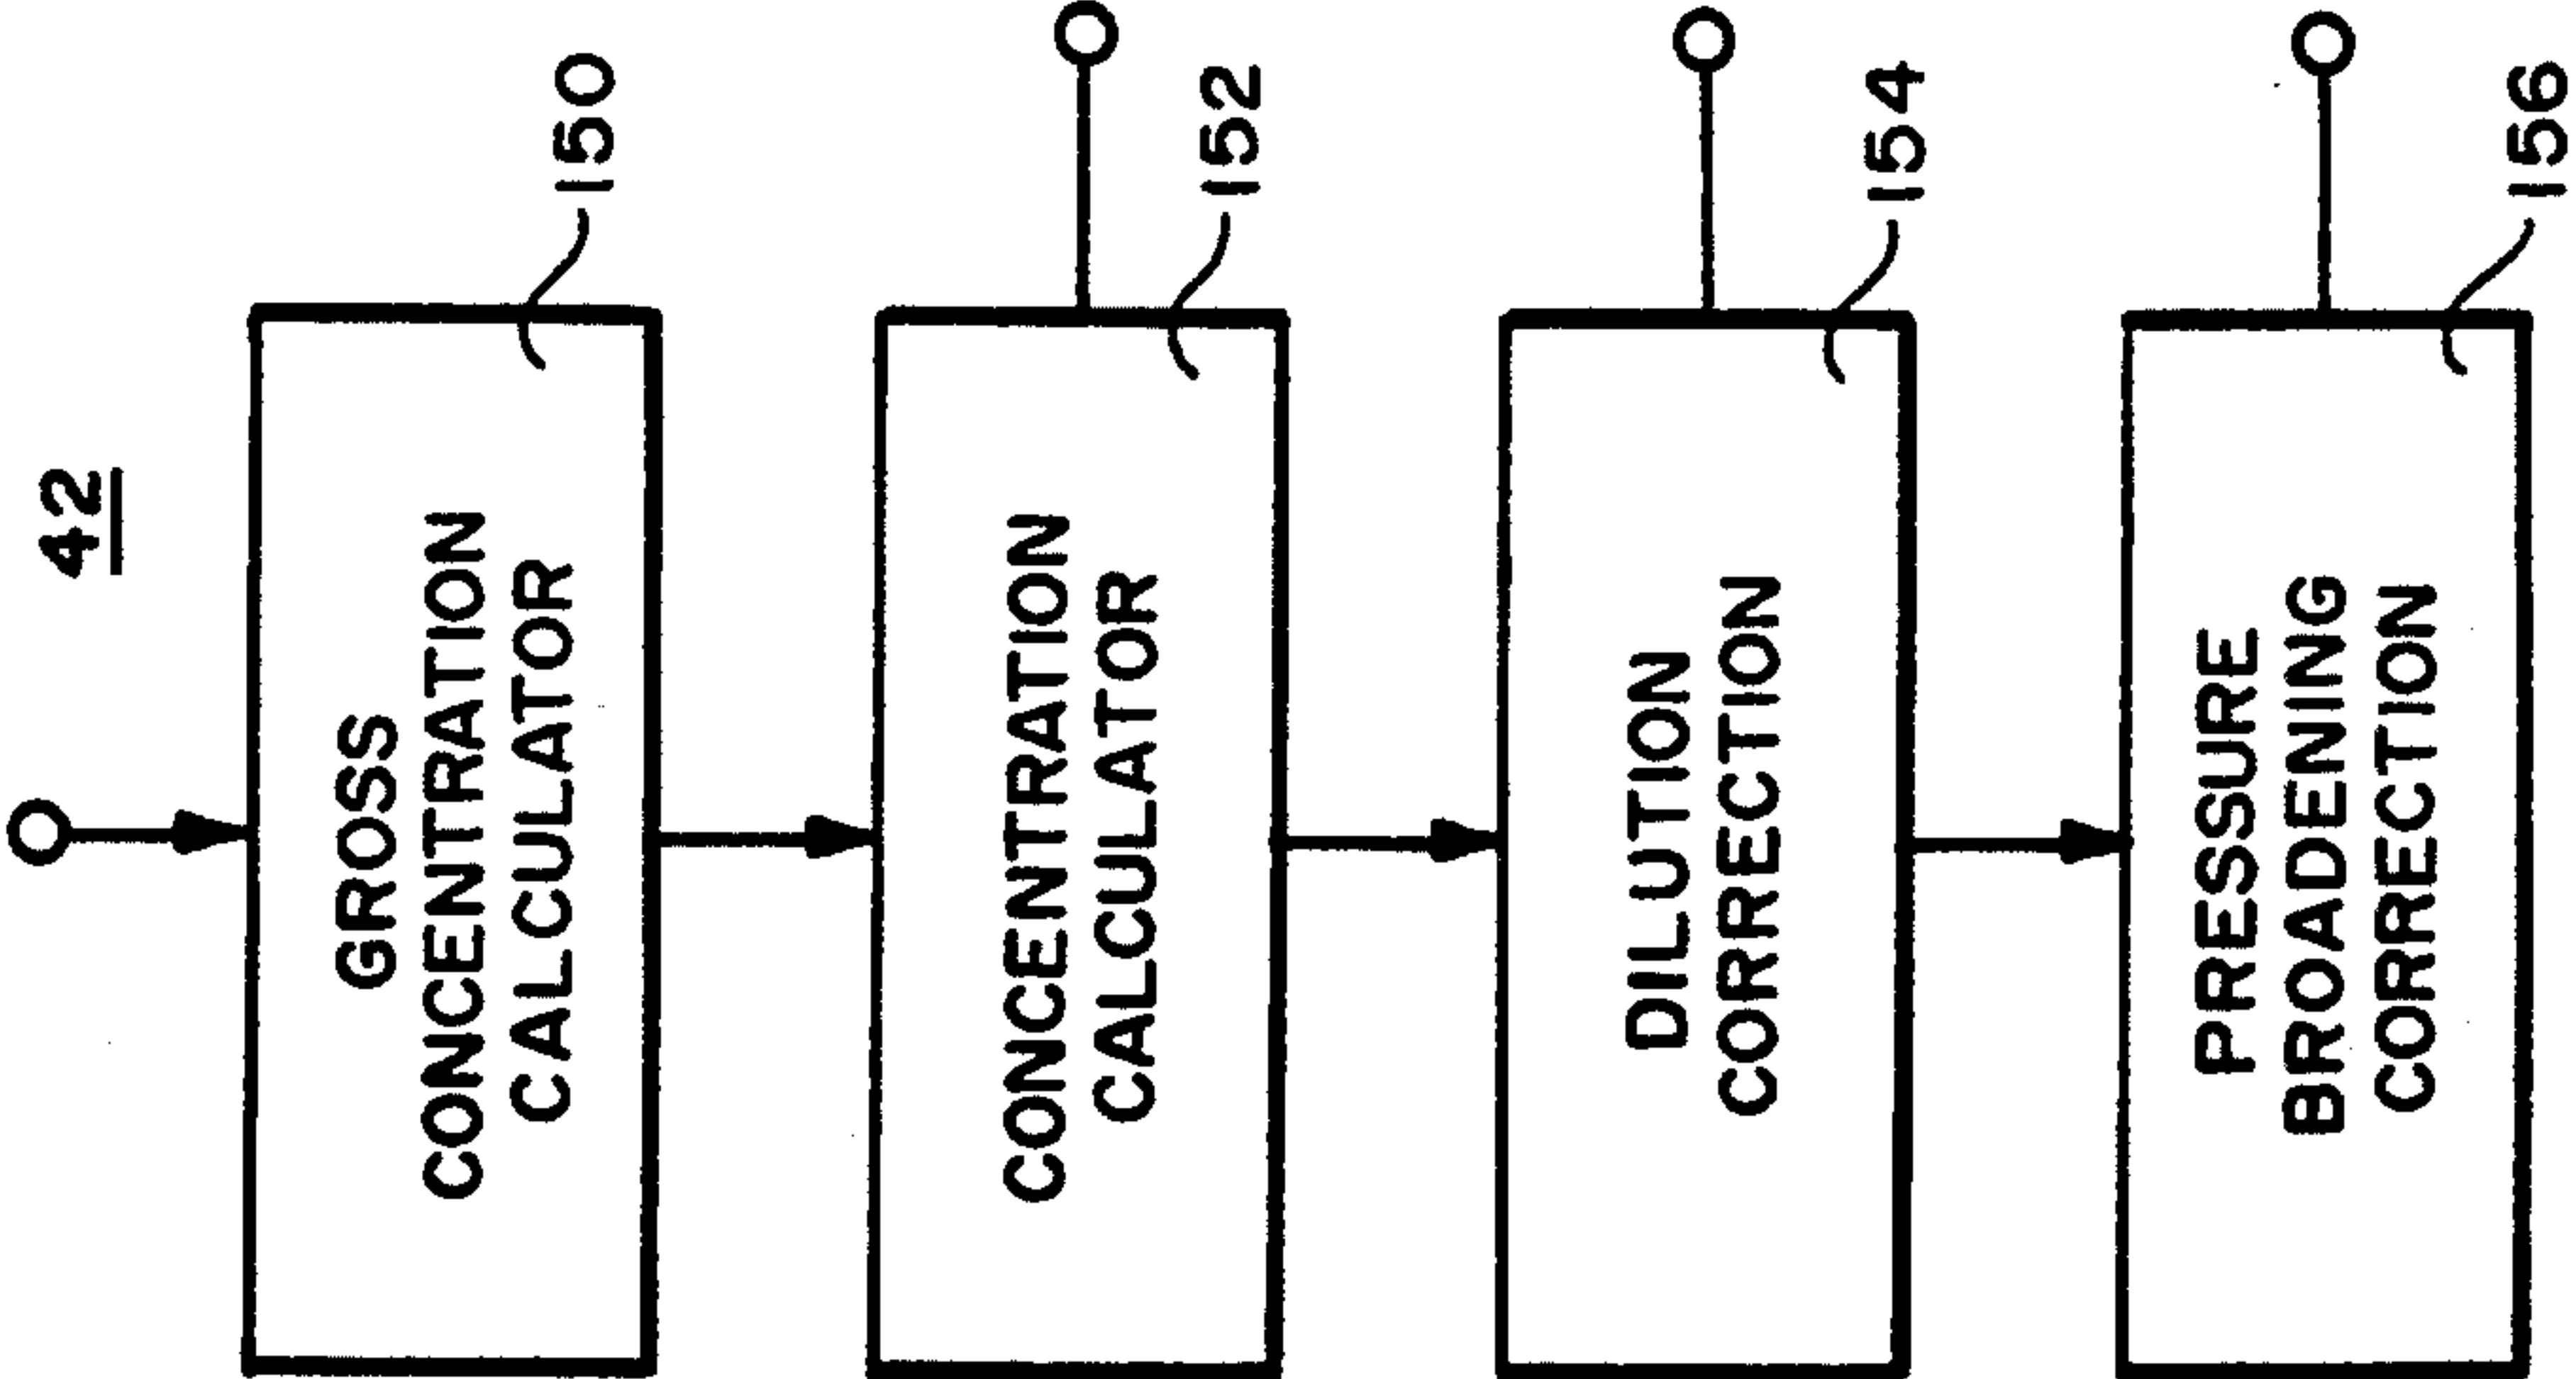 42
GROSS
CONCENTRATION
CALCULATOR
150
CONCENTRATION
CALCULATOR
152
DILUTION
CORRECTION
154
PRESSURE
BROADENING
CORRECTION
156